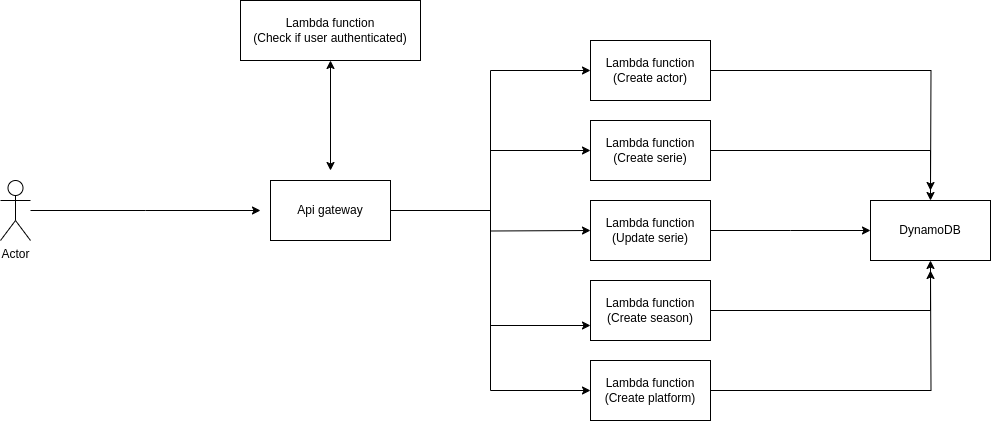 Lambda function
(Check if user authenticated)
Lambda function
(Create actor)
Lambda function
(Create serie)
Actor
Api gateway
Lambda function
(Update serie)
DynamoDB
Lambda function
(Create season)
Lambda function
(Create platform)